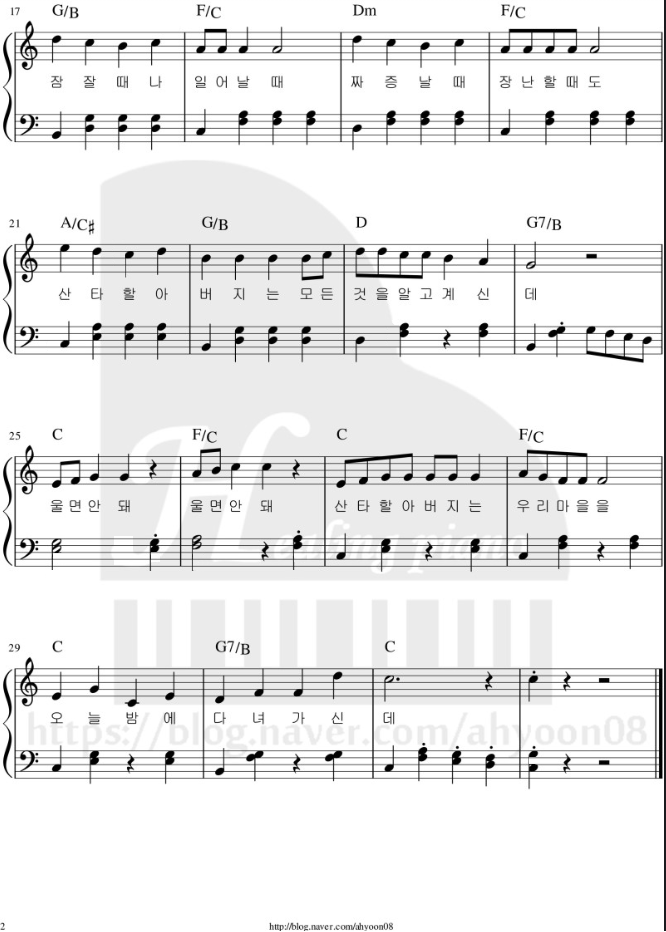 17 G/B F/C Dm F/C
잠 잘 때 나 일 어 날 때 짜 증 날 때 장 난 할 때 도
21 A/C# G/B D G7/B
산 타 할 아 버 지 는 모 든 것 을 알 고 계 신 데
25 C F/C C F/C
울 면 안 돼 울 면 안 돼 산 타 할 아 버 지 는 우 리 마 을 을
Healing piano
29 C G7/B C
오 늘 밤 에 다 녀 가 신 데
https://blog.naver.com/ahyoon08
2 http://blog.naver.com/ahyoon08